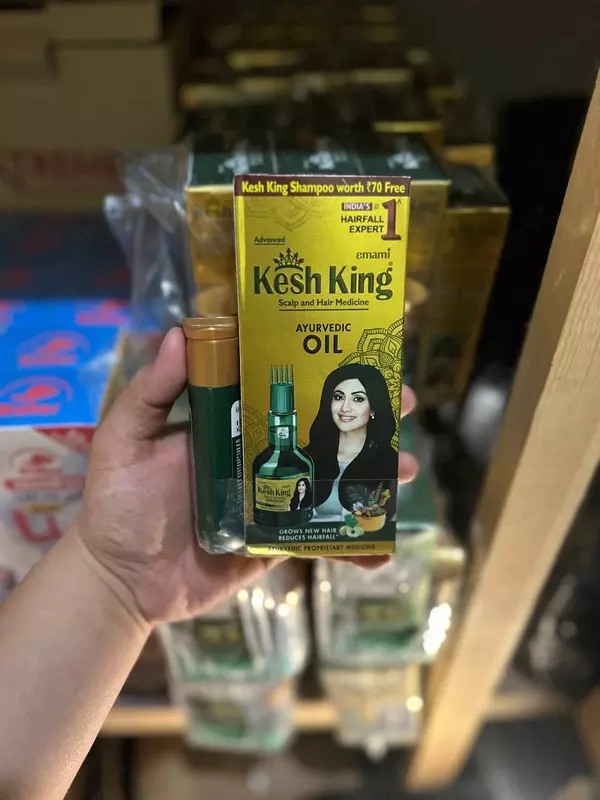 Kesh King Shampoo worth ₹70 Free
INDIA'S # 1^
HAIRFALL
EXPERT
Advanced
emami
Kesh King®
Scalp and Hair Medicine
AYURVEDIC
OIL
Kesh King
GROWS NEW HAIR
REDUCES HAIRFALL*
AYURVEDIC PROPRIETARY MEDICINE